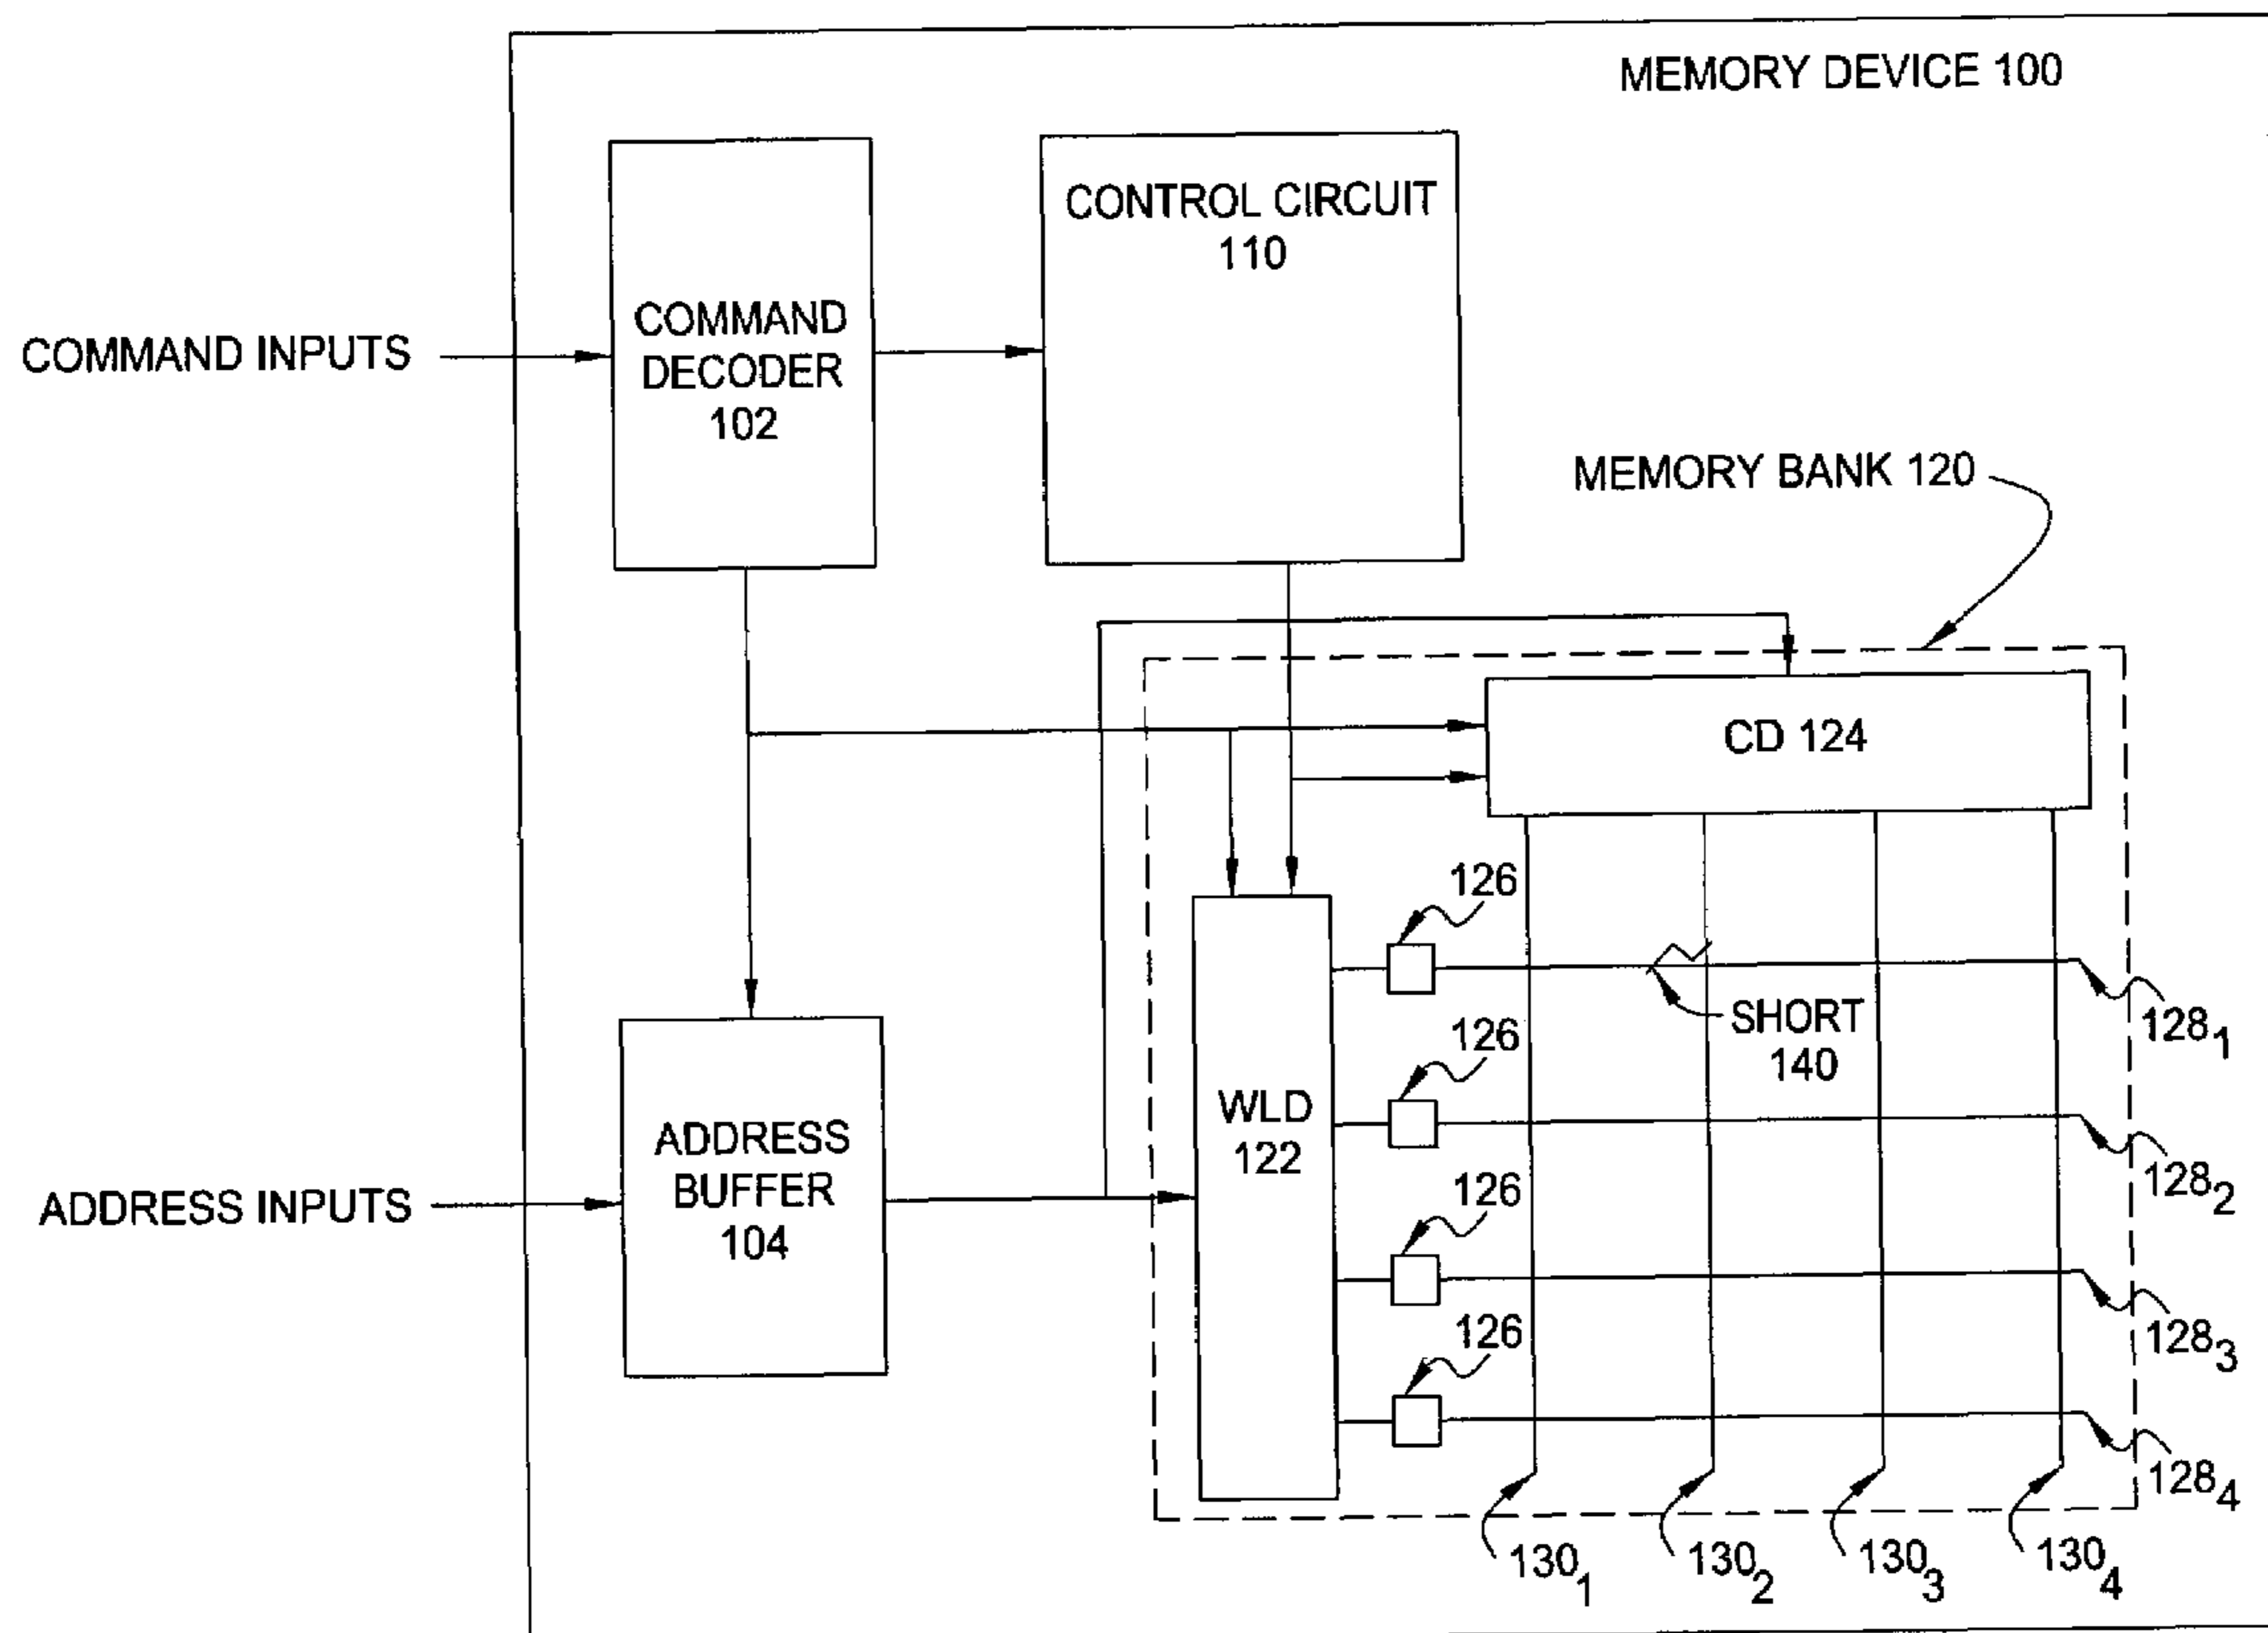 MEMORY DEVICE 100
CONTROL CIRCUIT
110
COMMAND
DECODER
102
COMMAND INPUTS
MEMORY BANK 120
CD 124
126
SHORT
140
128₁
126
WLD
122
128₂
ADDRESS
BUFFER
104
ADDRESS INPUTS
126
128₃
126
128₄
130₁
130₂
130₃
130₄